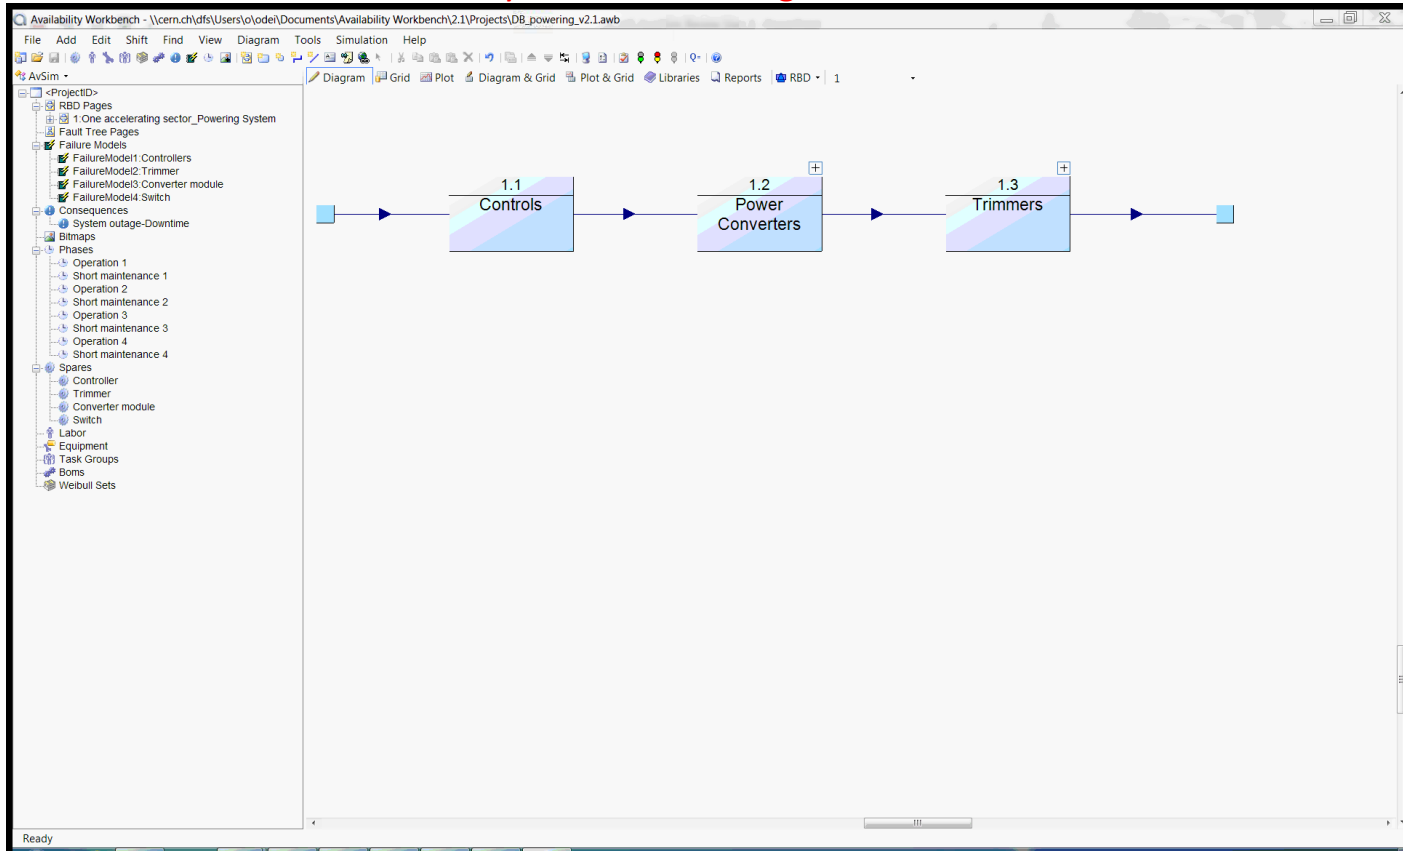 Availability Workbench - \\cern.ch\dfs\Users\o\odei\Documents\Availability Workbench\2.1\Projects\DB_powering_v2.1.awb
File Add Edit Shift Find View Diagram Tools Simulation Help
AvSim
Diagram Grid Plot Diagram & Grid Plot & Grid Libraries Reports RBD 1
<ProjectID>
RBD Pages
1:One accelerating sector_Powering System
Fault Tree Pages
Failure Models
FailureModel1:Controllers
FailureModel2:Trimmer
FailureModel3:Converter module
FailureModel4:Switch
Consequences
System outage-Downtime
Bitmaps
Phases
Operation 1
Short maintenance 1
Operation 2
Short maintenance 2
Operation 3
Short maintenance 3
Operation 4
Short maintenance 4
Spares
Controller
Trimmer
Converter module
Switch
Labor
Equipment
Task Groups
Boms
Weibull Sets
1.1
Controls
1.2
Power
Converters
1.3
Trimmers
Ready